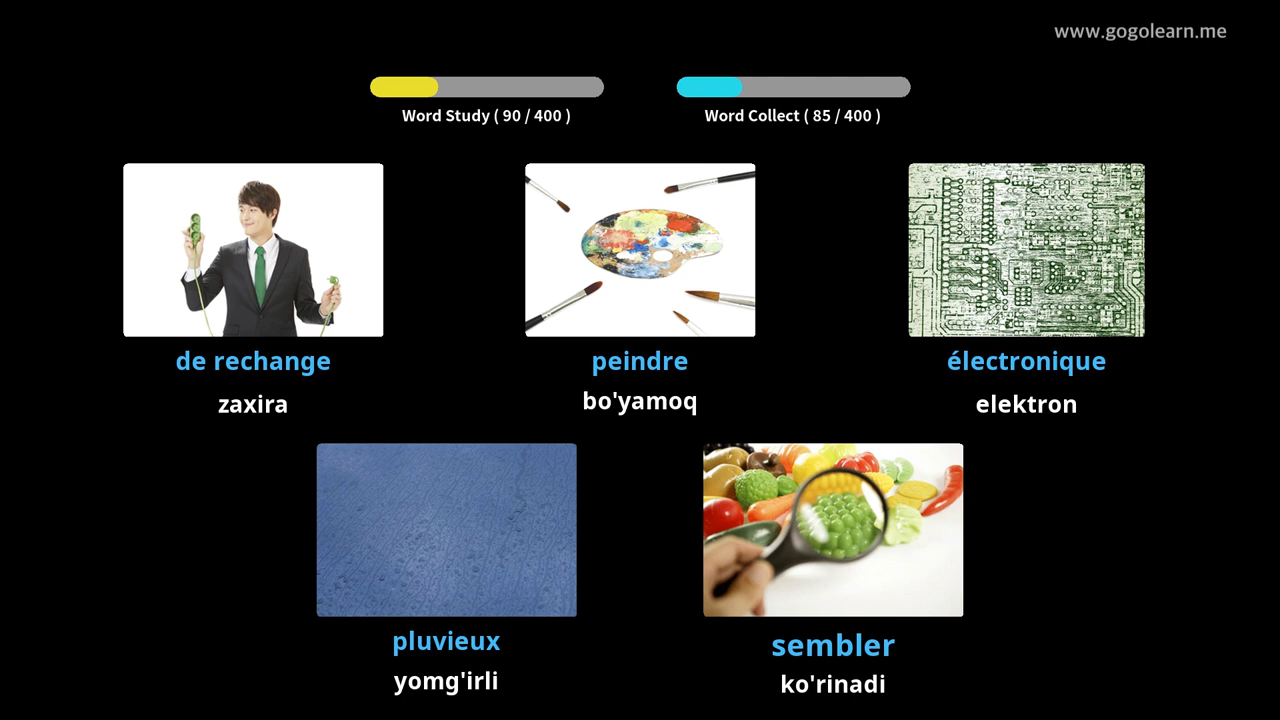 www.gogolearn.me
Word Study ( 90 / 400 )
Word Collect ( 85 / 400 )
de rechange
peindre
électronique
zaxira
bo'yamoq
elektron
pluvieux
sembler
yomg'irli
ko'rinadi